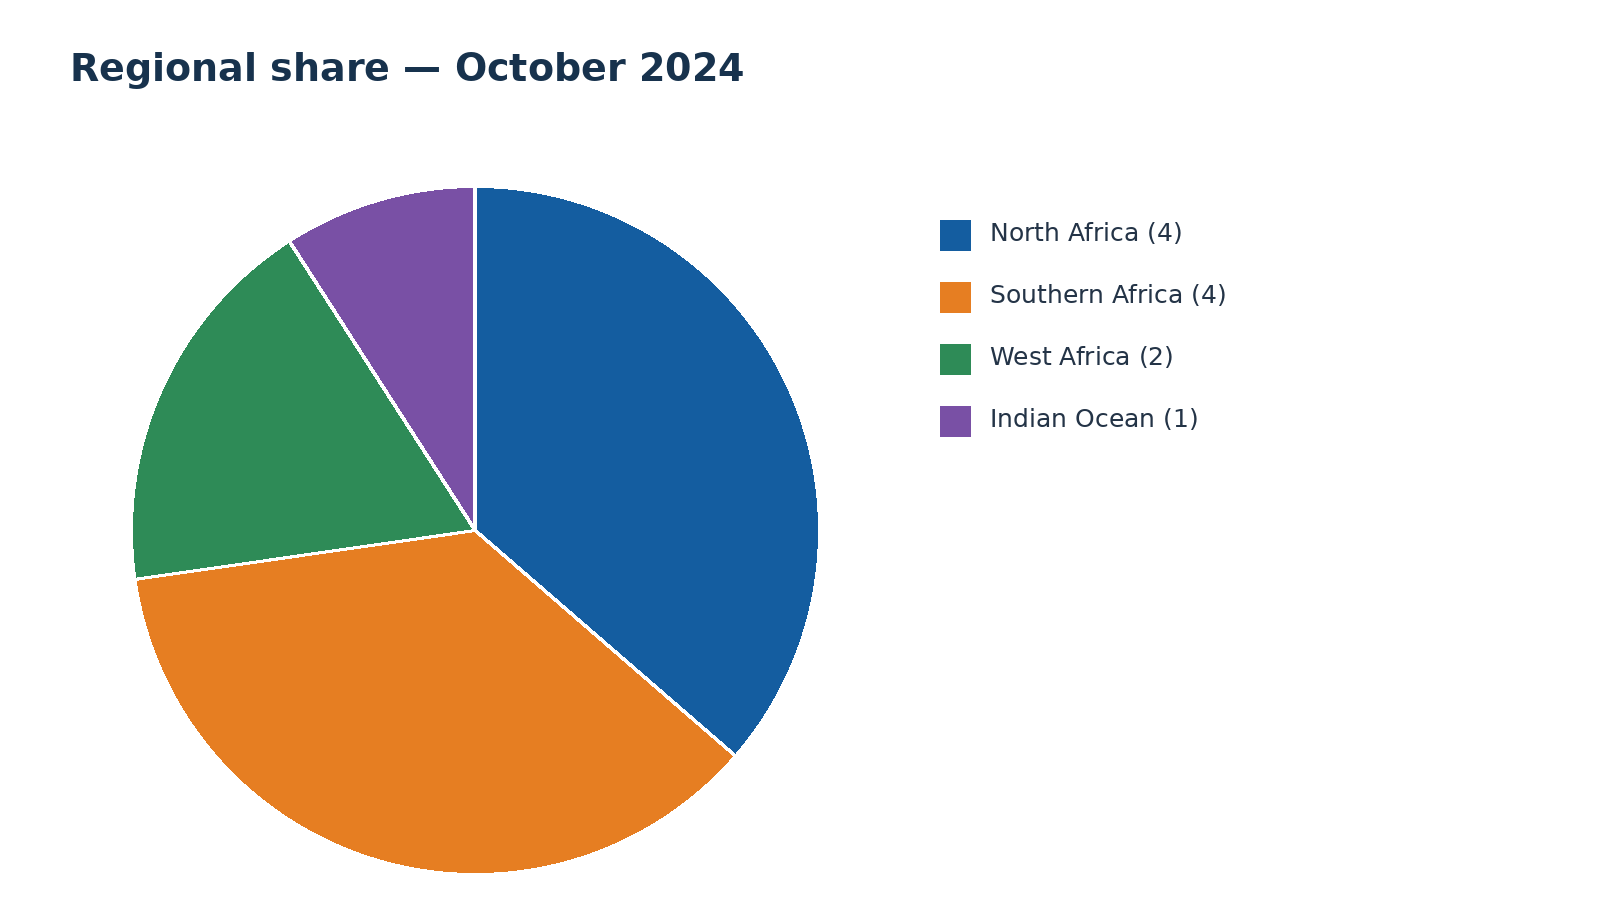 Regional share — October 2024
North Africa (4)
Southern Africa (4)
West Africa (2)
Indian Ocean (1)